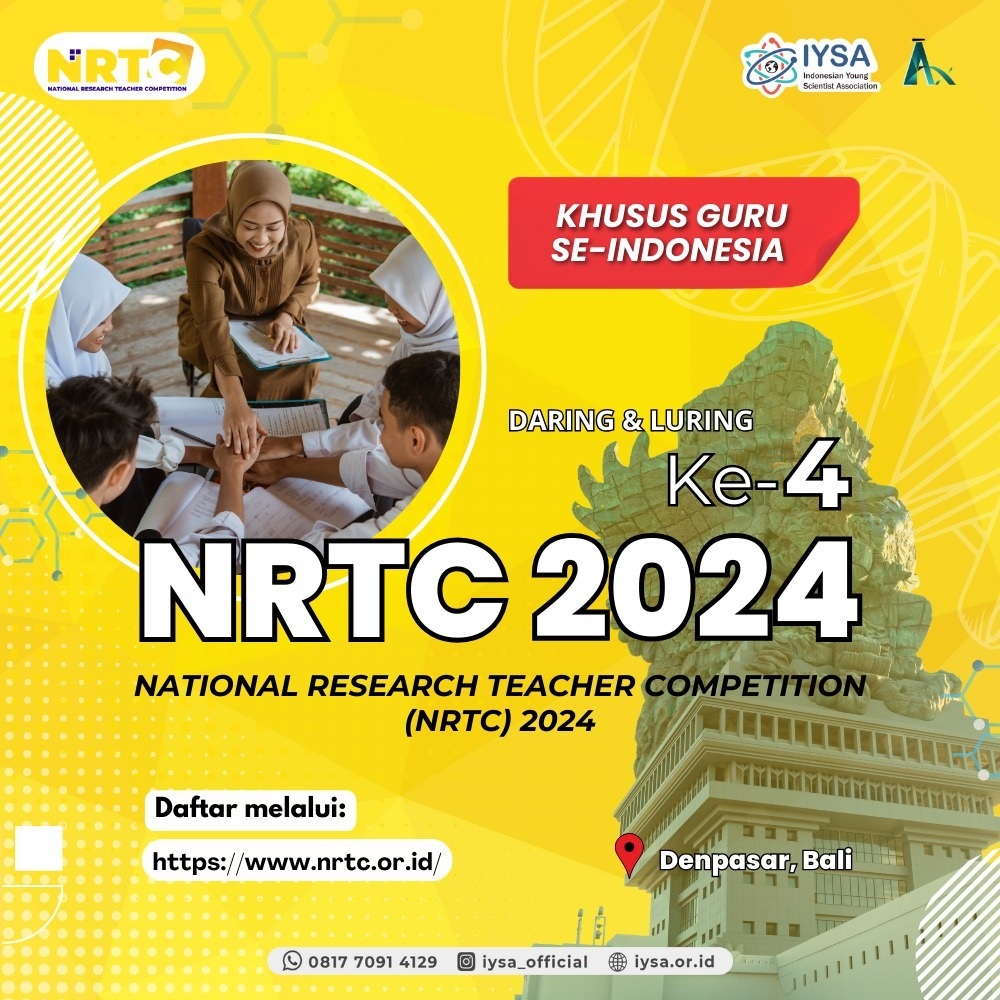 NRTC
NATIONAL RESEARCH TEACHER COMPETITION
IYSA
Indonesian Young
Scientist Association
KHUSUS GURU
SE-INDONESIA
DARING & LURING
Ke-4
NRTC 2024
NATIONAL RESEARCH TEACHER COMPETITION
(NRTC) 2024
Daftar melalui:
https://www.nrtc.or.id/
Denpasar, Bali
0817 7091 4129 iysa_official iysa.or.id